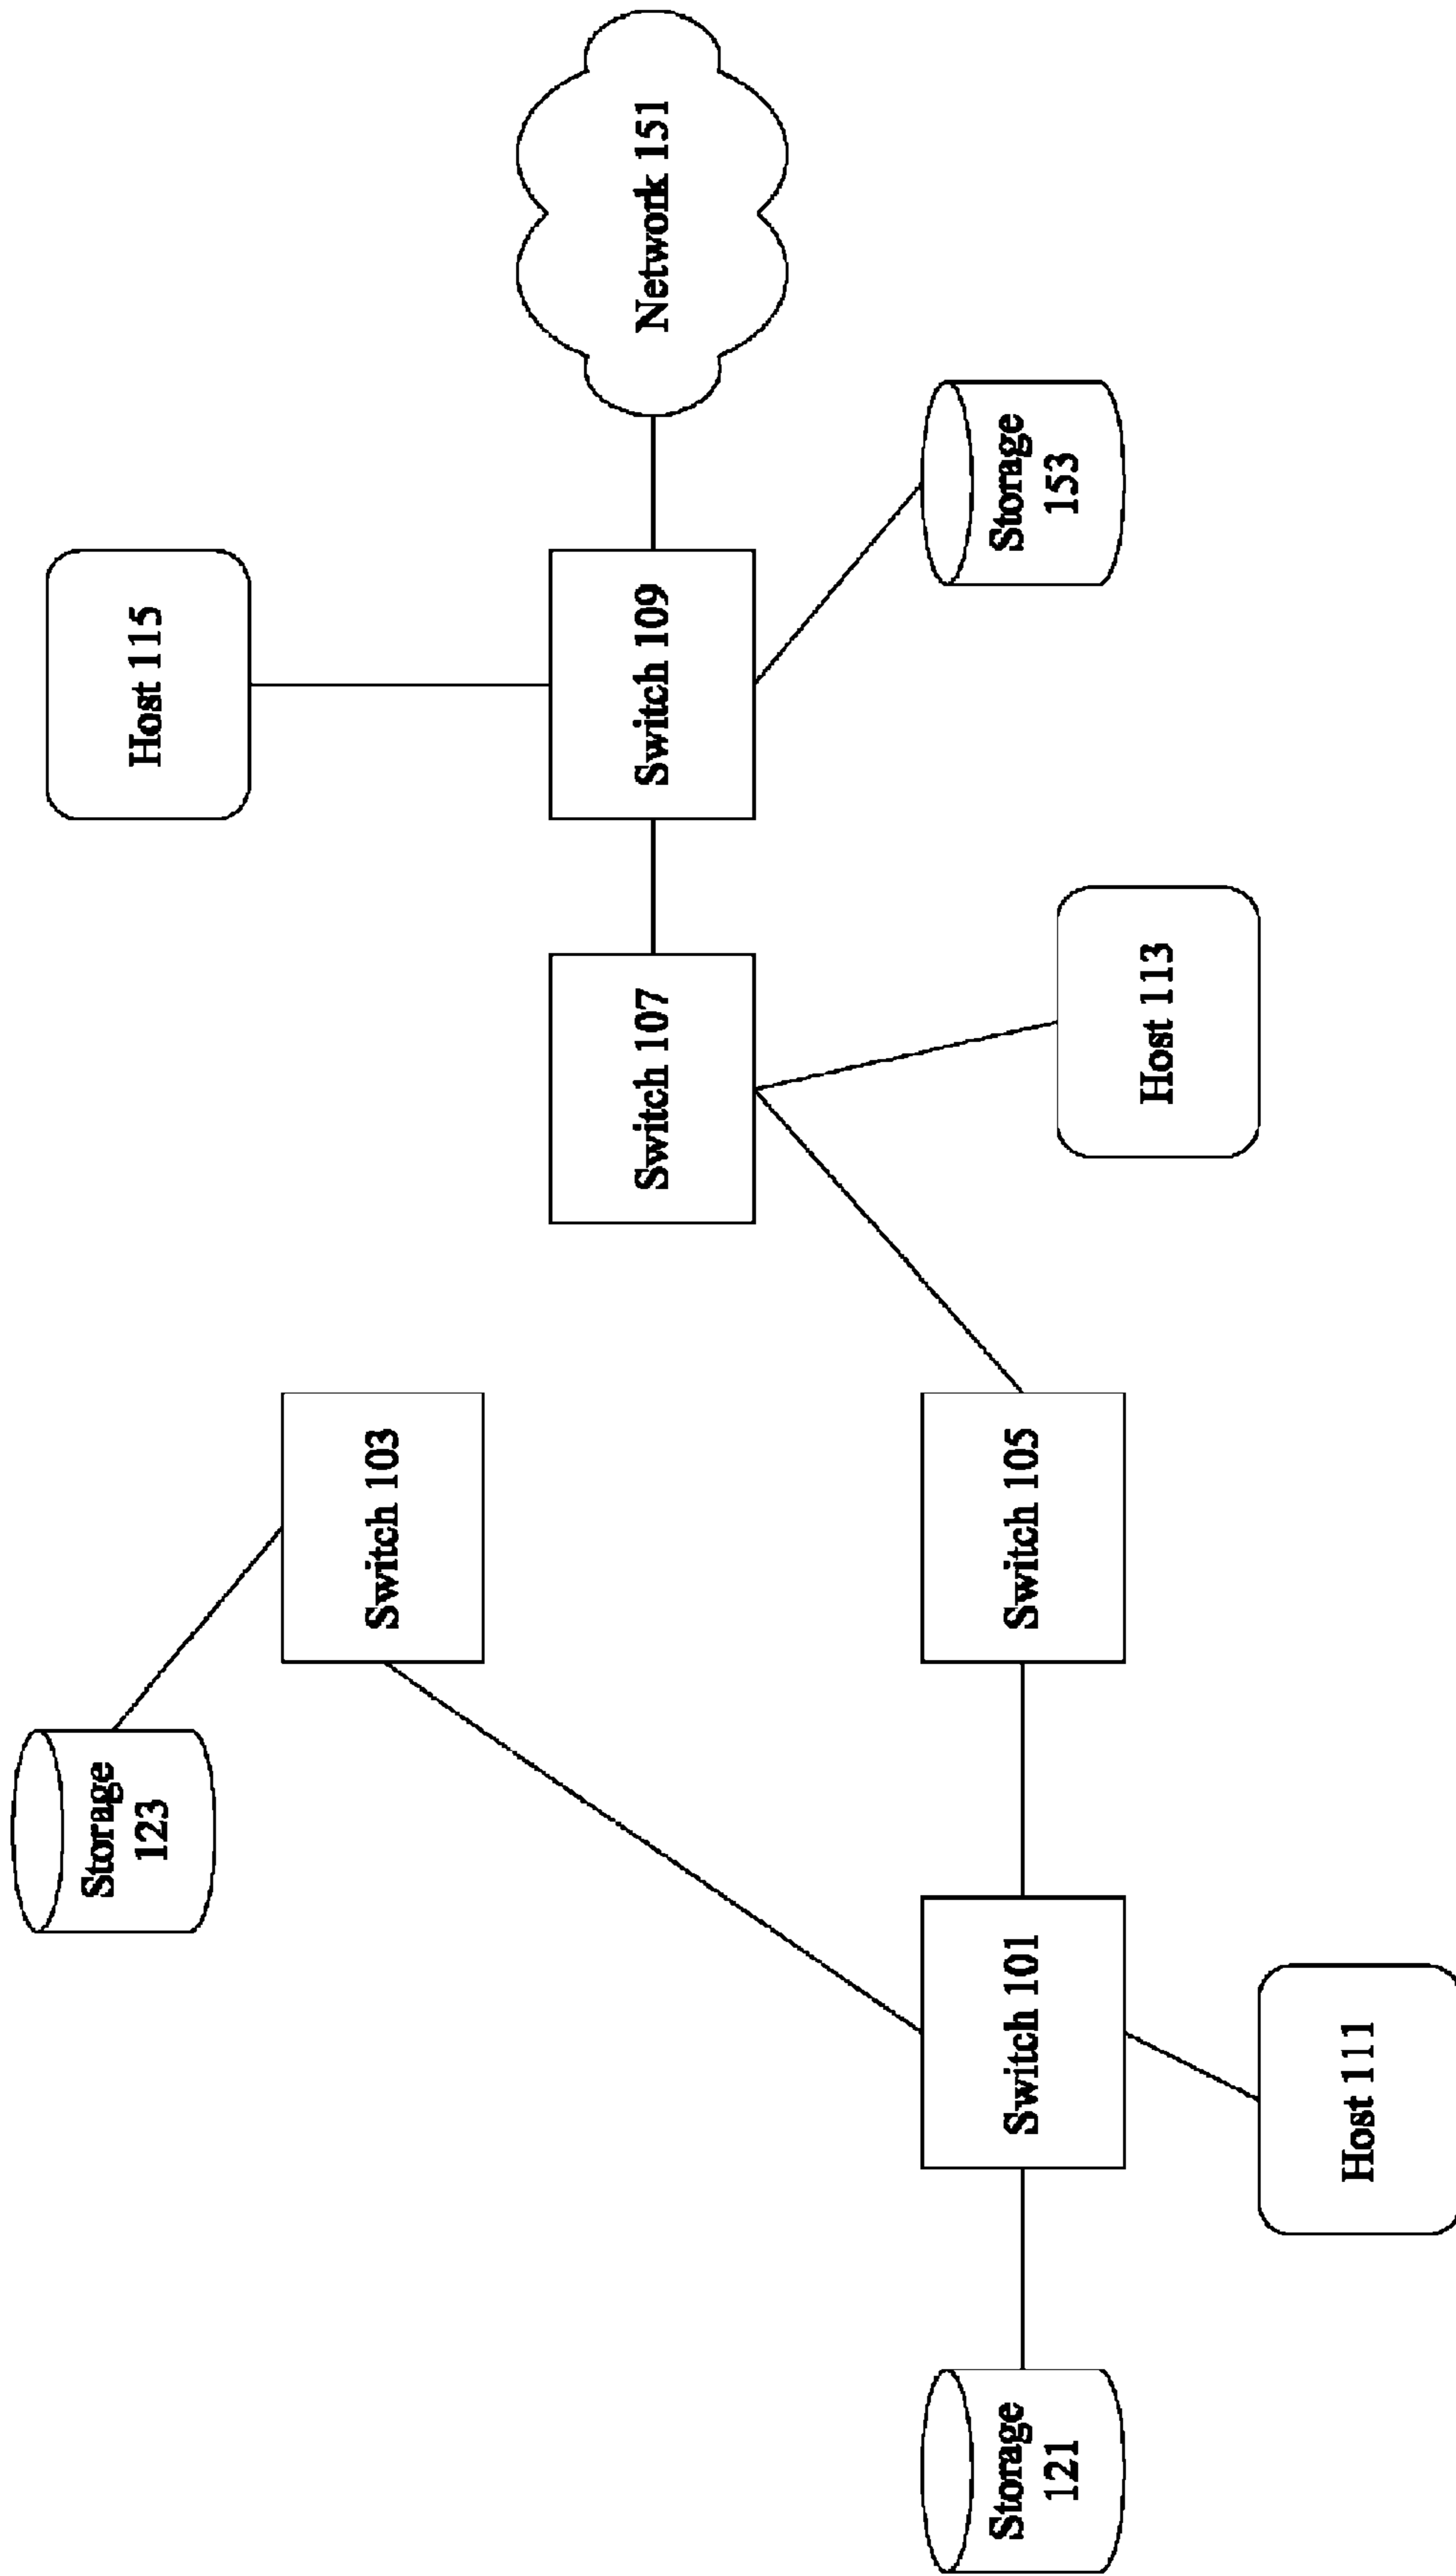 Storage
123
Host 115
Switch 103
Switch 107
Switch 109
Network 151
Storage
121
Switch 101
Switch 105
Storage
153
Host 113
Host 111